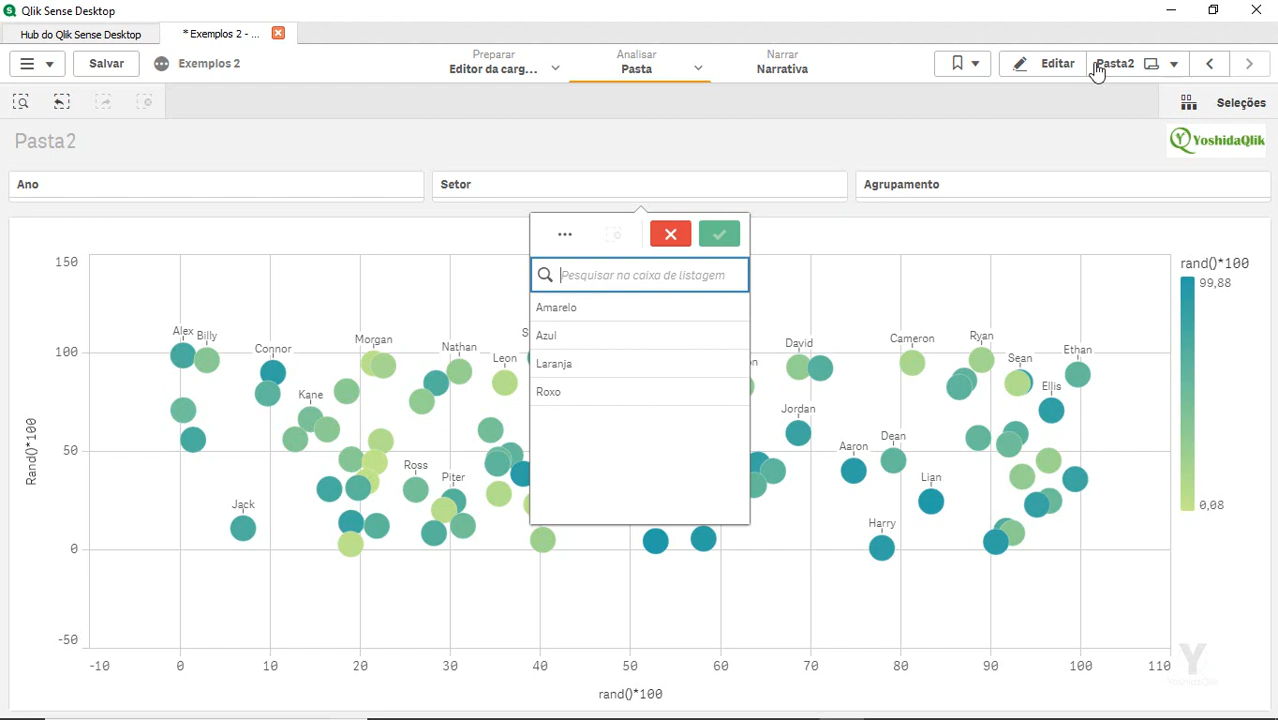 Qlik Sense Desktop
Hub do Qlik Sense Desktop
* Exemplos 2 - ...
Salvar
Exemplos 2
Preparar
Editor da carg...
Analisar
Pasta
Narrar
Narrativa
Editar
Pasta2
Seleções
Pasta2
YoshidaQlik
Ano
Setor
Agrupamento
Pesquisar na caixa de listagem
Amarelo
Azul
Laranja
Roxo
rand()*100
99,88
0,08
Rand()*100
150
100
50
0
-50
Alex
Billy
Connor
Morgan
Nathan
Leon
Kane
Ross
Piter
Jack
David
Cameron
Ryan
Sean
Ethan
Ellis
Jordan
Aaron
Dean
Lian
Harry
-10
0
10
20
30
40
50
60
70
80
90
100
110
rand()*100
Y
YoshidaQlik